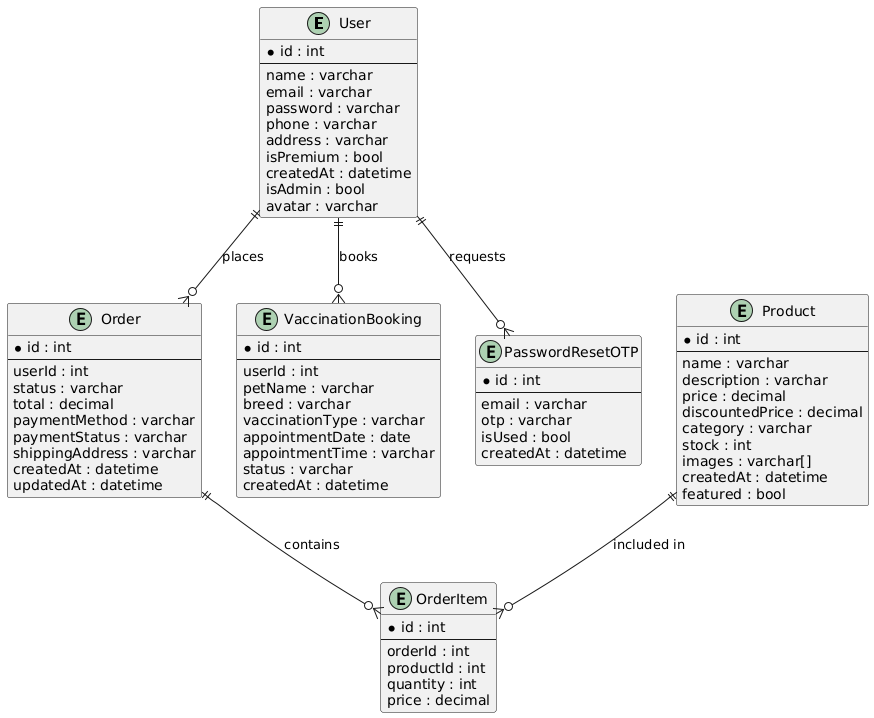 E User
* id : int
name : varchar
email : varchar
password : varchar
phone : varchar
address : varchar
isPremium : bool
createdAt : datetime
isAdmin : bool
avatar : varchar
places
books
requests
E Order
* id : int
userId : int
status : varchar
total : decimal
paymentMethod : varchar
paymentStatus : varchar
shippingAddress : varchar
createdAt : datetime
updatedAt : datetime
E VaccinationBooking
* id : int
userId : int
petName : varchar
breed : varchar
vaccinationType : varchar
appointmentDate : date
appointmentTime : varchar
status : varchar
createdAt : datetime
E PasswordResetOTP
* id : int
email : varchar
otp : varchar
isUsed : bool
createdAt : datetime
E Product
* id : int
name : varchar
description : varchar
price : decimal
discountedPrice : decimal
category : varchar
stock : int
images : varchar[]
createdAt : datetime
featured : bool
contains
included in
E OrderItem
* id : int
orderId : int
productId : int
quantity : int
price : decimal